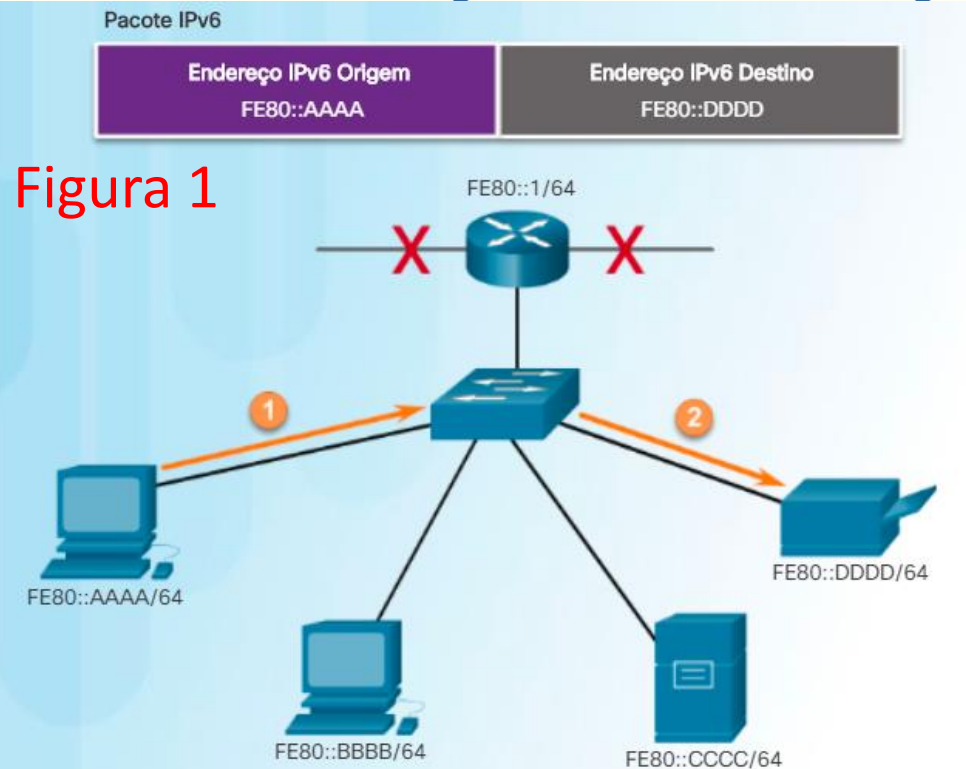 Pacote IPv6
Endereço IPv6 Origem
Endereço IPv6 Destino
FE80::AAAA
FE80::DDDD
Figura 1
FE80::1/64
1
2
FE80::AAAA/64
FE80::DDDD/64
FE80::BBBB/64
FE80::CCCC/64